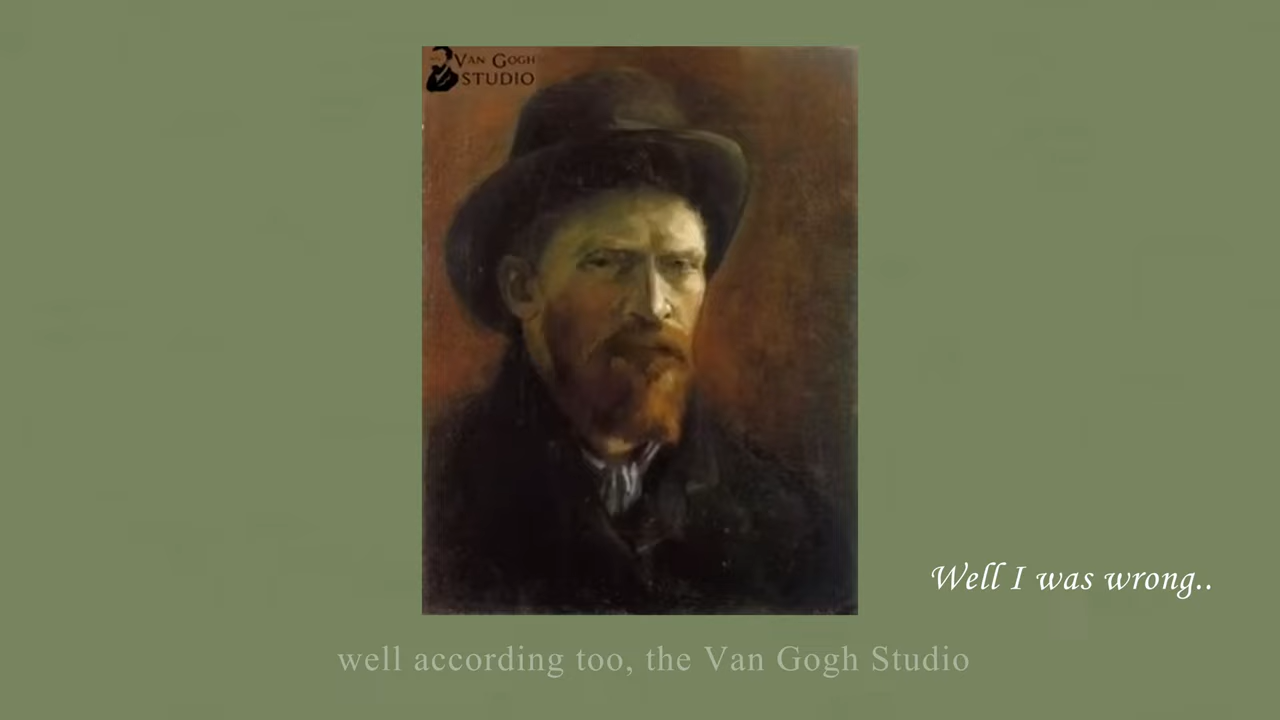 VAN GOGH
STUDIO
Well I was wrong..
well according too, the Van Gogh Studio